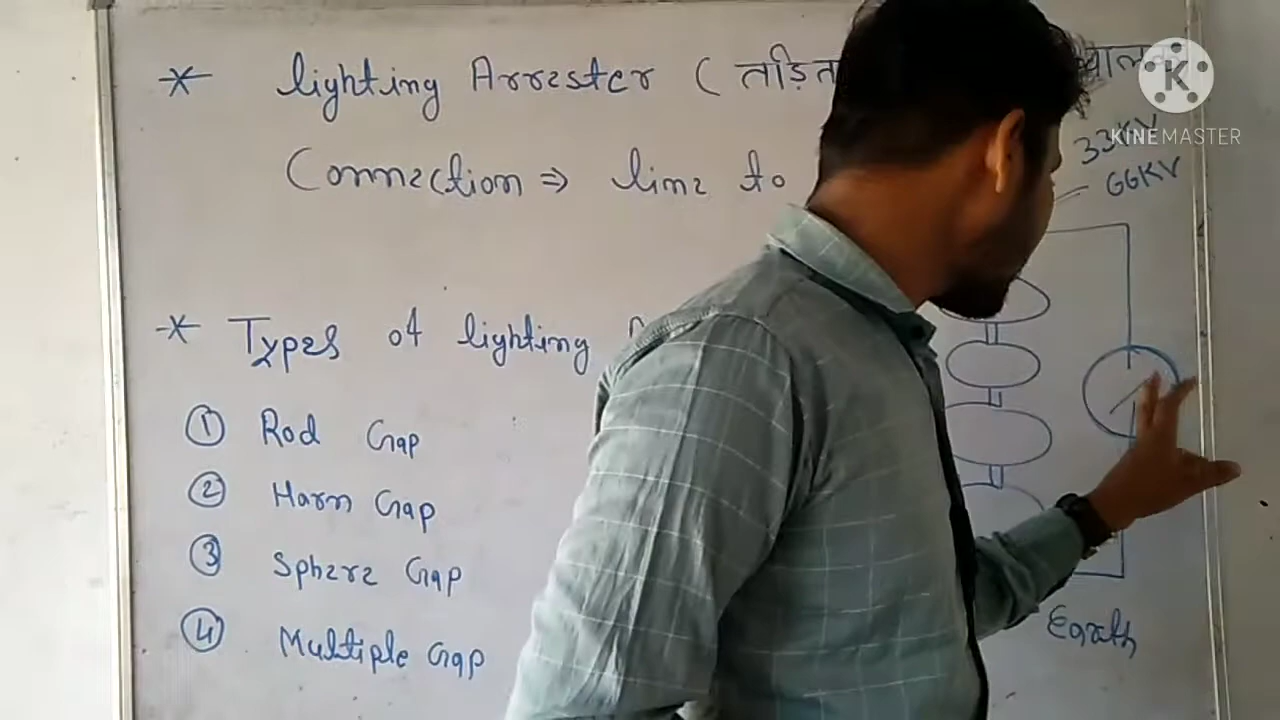 * lighting Arrester ( तड़ित
KINEMASTER
33KV
66KV
Connection ⇒ line to
* Types of lighting
① Rod Gap
② Harn Gap
③ Sphere Gap
④ Multiple Gap
Earth